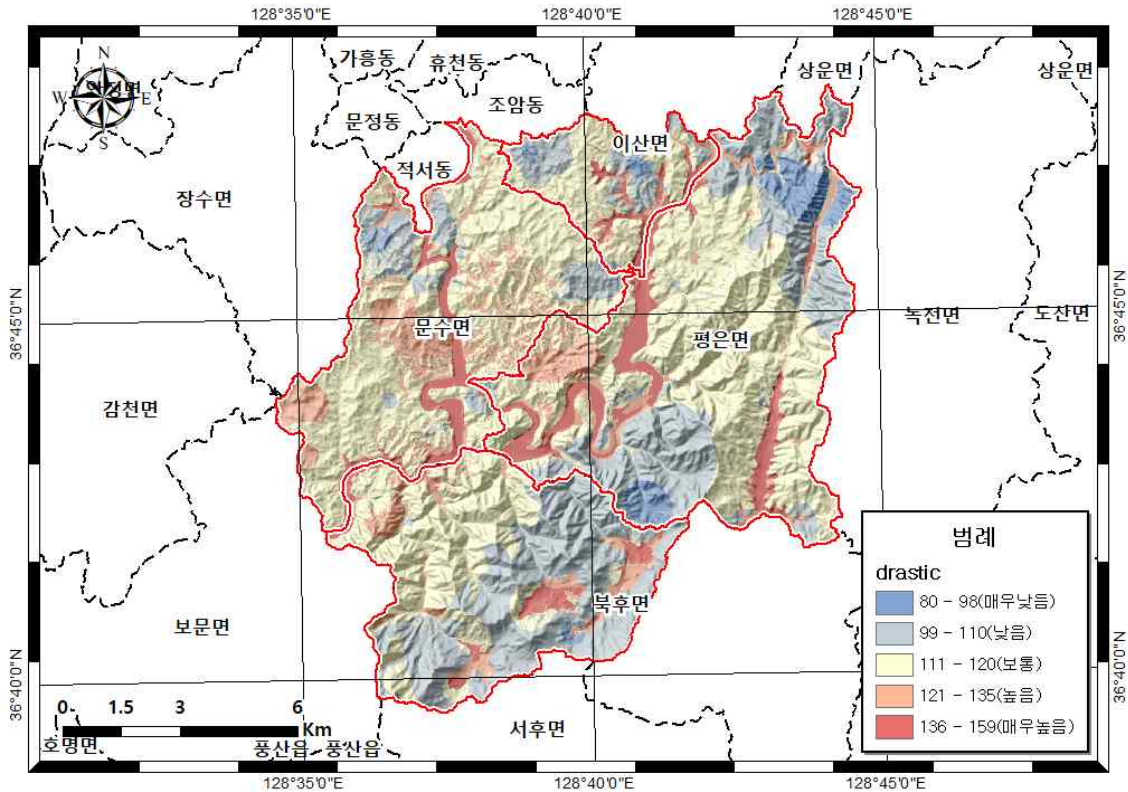 128°35'0"E 128°40'0"E 128°45'0"E
가흥동 휴천동 상운면 상운면
N
W E
S
조암동
문정동 이산면
적서동
장수면
36°45'0"N 문수면 평은면 녹전면 도산면 36°45'0"N
감천면
범례
drastic
80 - 98(매우낮음)
99 - 110(낮음)
북후면
보문면
111 - 120(보통)
36°40'0"N 121 - 135(높음) 36°40'0"N
0 1.5 3 6
Km
서후면
136 - 159(매우높음)
호명면 풍산읍 풍산읍
128°35'0"E 128°40'0"E 128°45'0"E